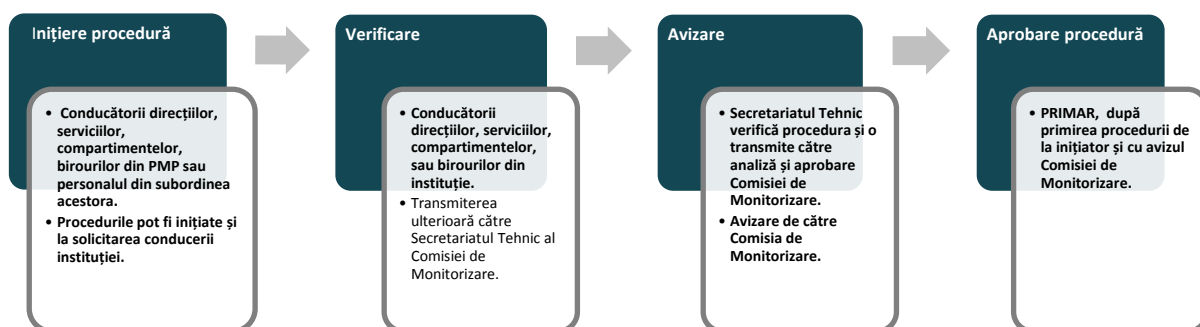 Inițiere procedură
• Conducătorii direcțiilor,
serviciilor,
compartimentelor,
birourilor din PMP sau
personalul din subordinea
acestora.
• Procedurile pot fi inițiate și
la solicitarea conducerii
instituției.
Verificare
• Conducătorii
direcțiilor, serviciilor,
compartimentelor,
sau birourilor din
instituție.
• Transmiterea
ulterioară către
Secretariatul Tehnic al
Comisiei de
Monitorizare.
Avizare
• Secretariatul Tehnic
verifică procedura și o
transmite către
analiză și aprobare
Comisiei de
Monitorizare.
• Avizare de către
Comisia de
Monitorizare.
Aprobare procedură
• PRIMAR, după
primirea procedurii de
la inițiator și cu avizul
Comisiei de
Monitorizare.